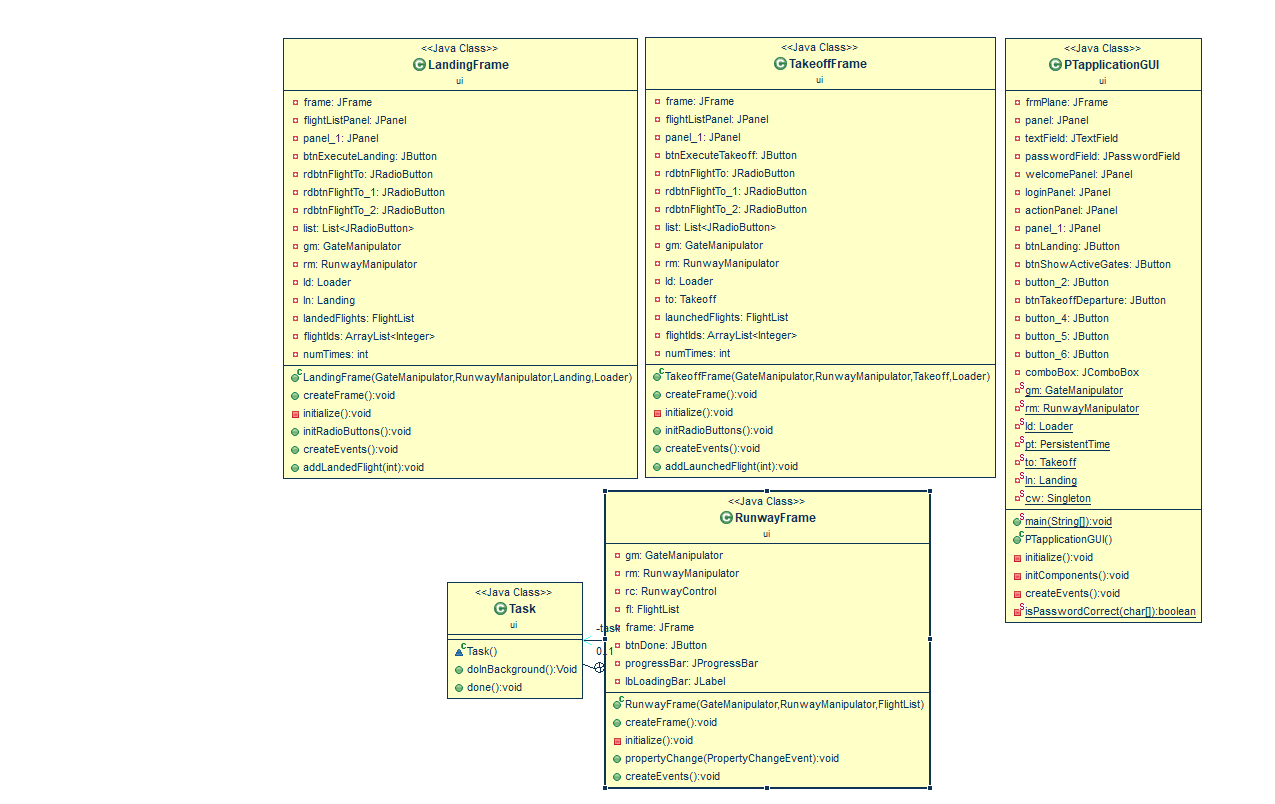 <<Java Class>>
LandingFrame
ui
frame: JFrame
flightListPanel: JPanel
panel_1: JPanel
btnExecuteLanding: JButton
rdbtnFlightTo: JRadioButton
rdbtnFlightTo_1: JRadioButton
rdbtnFlightTo_2: JRadioButton
list: List<JRadioButton>
gm: GateManipulator
rm: RunwayManipulator
ld: Loader
ln: Landing
landedFlights: FlightList
flightIds: ArrayList<Integer>
numTimes: int
LandingFrame(GateManipulator,RunwayManipulator,Landing,Loader)
createFrame():void
initialize():void
initRadioButtons():void
createEvents():void
addLandedFlight(int):void
<<Java Class>>
TakeoffFrame
ui
frame: JFrame
flightListPanel: JPanel
panel_1: JPanel
btnExecuteTakeoff: JButton
rdbtnFlightTo: JRadioButton
rdbtnFlightTo_1: JRadioButton
rdbtnFlightTo_2: JRadioButton
list: List<JRadioButton>
gm: GateManipulator
rm: RunwayManipulator
ld: Loader
to: Takeoff
launchedFlights: FlightList
flightIds: ArrayList<Integer>
numTimes: int
TakeoffFrame(GateManipulator,RunwayManipulator,Takeoff,Loader)
createFrame():void
initialize():void
initRadioButtons():void
createEvents():void
addLaunchedFlight(int):void
<<Java Class>>
PTapplicationGUI
ui
frmPlane: JFrame
panel: JPanel
textField: JTextField
passwordField: JPasswordField
welcomePanel: JPanel
loginPanel: JPanel
actionPanel: JPanel
panel_1: JPanel
btnLanding: JButton
btnShowActiveGates: JButton
button_2: JButton
btnTakeoffDeparture: JButton
button_4: JButton
button_5: JButton
button_6: JButton
comboBox: JComboBox
gm: GateManipulator
rm: RunwayManipulator
ld: Loader
pt: PersistentTime
to: Takeoff
ln: Landing
cw: Singleton
main(String[]):void
PTapplicationGUI()
initialize():void
initComponents():void
createEvents():void
isPasswordCorrect(char[]):boolean
<<Java Class>>
Task
ui
Task()
doInBackground():Void
done():void
-task
0..1
<<Java Class>>
RunwayFrame
ui
gm: GateManipulator
rm: RunwayManipulator
rc: RunwayControl
fl: FlightList
frame: JFrame
btnDone: JButton
progressBar: JProgressBar
lbLoadingBar: JLabel
RunwayFrame(GateManipulator,RunwayManipulator,FlightList)
createFrame():void
initialize():void
propertyChange(PropertyChangeEvent):void
createEvents():void